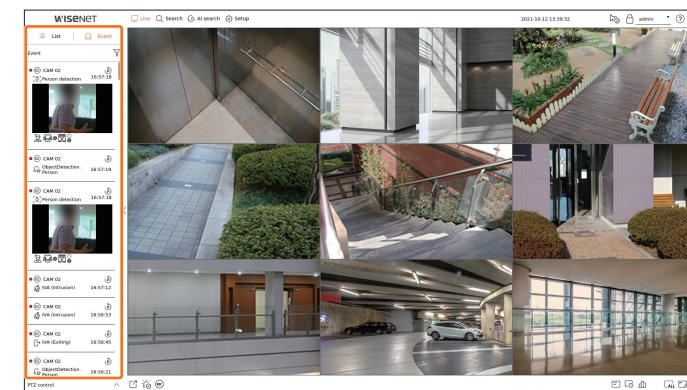 WISENET
Live Search AI search Setup
2021-10-12 13:39:32
admin
List Event
Event
CAM 02
Person detection 16:57:18
CAM 02
ObjectDetection. 16:57:19
Person
CAM 02
Person detection 16:57:18
CAM 02
IVA (Intrusion) 16:57:12
CAM 02
IVA (Intrusion) 16:56:53
CAM 02
IVA (Exiting) 16:56:45
CAM 02
ObjectDetection. 16:56:21
Person
PTZ control